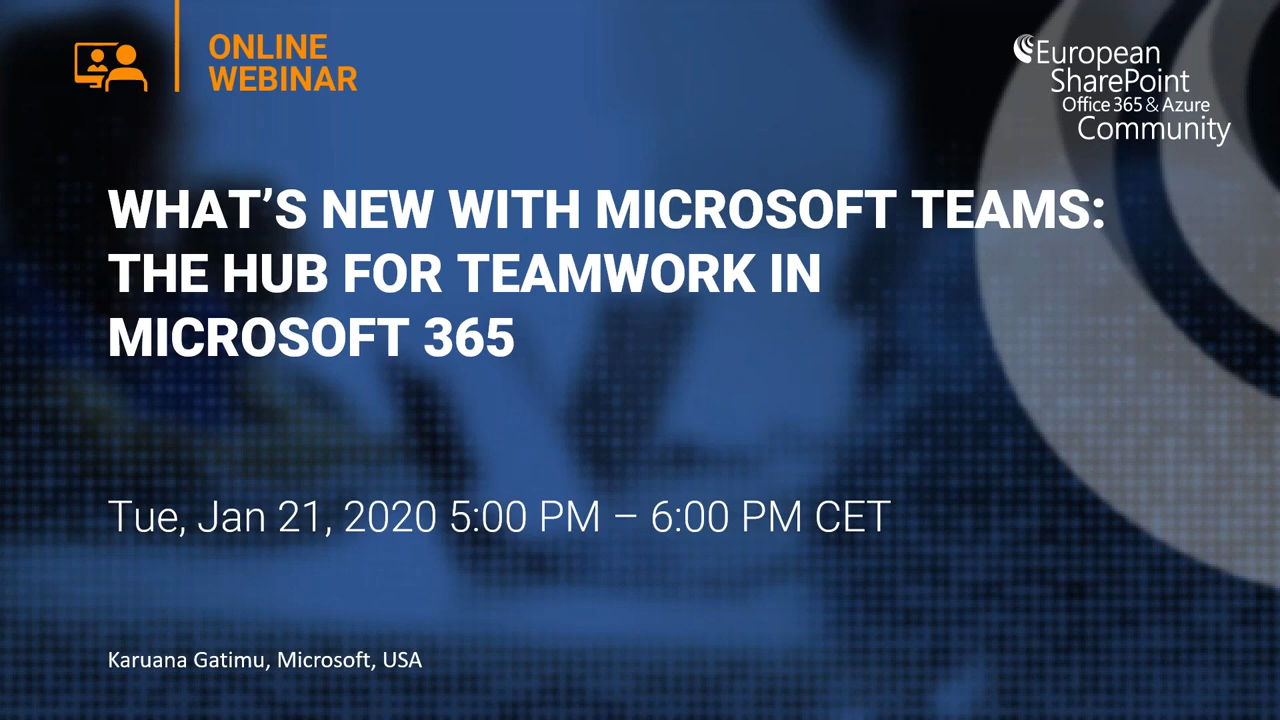 ONLINE
WEBINAR
European
SharePoint
Office 365 & Azure
Community
WHAT’S NEW WITH MICROSOFT TEAMS:
THE HUB FOR TEAMWORK IN
MICROSOFT 365
Tue, Jan 21, 2020 5:00 PM – 6:00 PM CET
Karuana Gatimu, Microsoft, USA